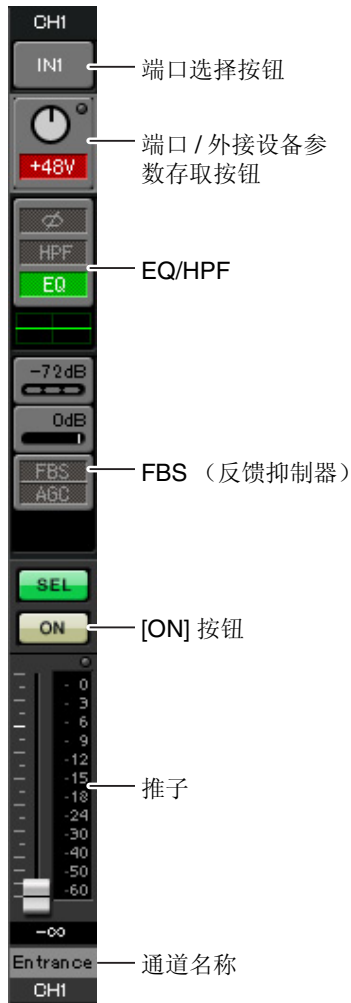 CH1
IN1
端口选择按钮
端口 / 外接设备参
数存取按钮
+48V
Ø
HPF
EQ/HPF
EQ
-72dB
0dB
FBS
FBS （反馈抑制器）
AGC
SEL
ON
[ON] 按钮
- 0
- 3
- 6
- 9
-12
-15
推子
-18
-24
-30
-40
-50
-60
-∞
Entrance
通道名称
CH1